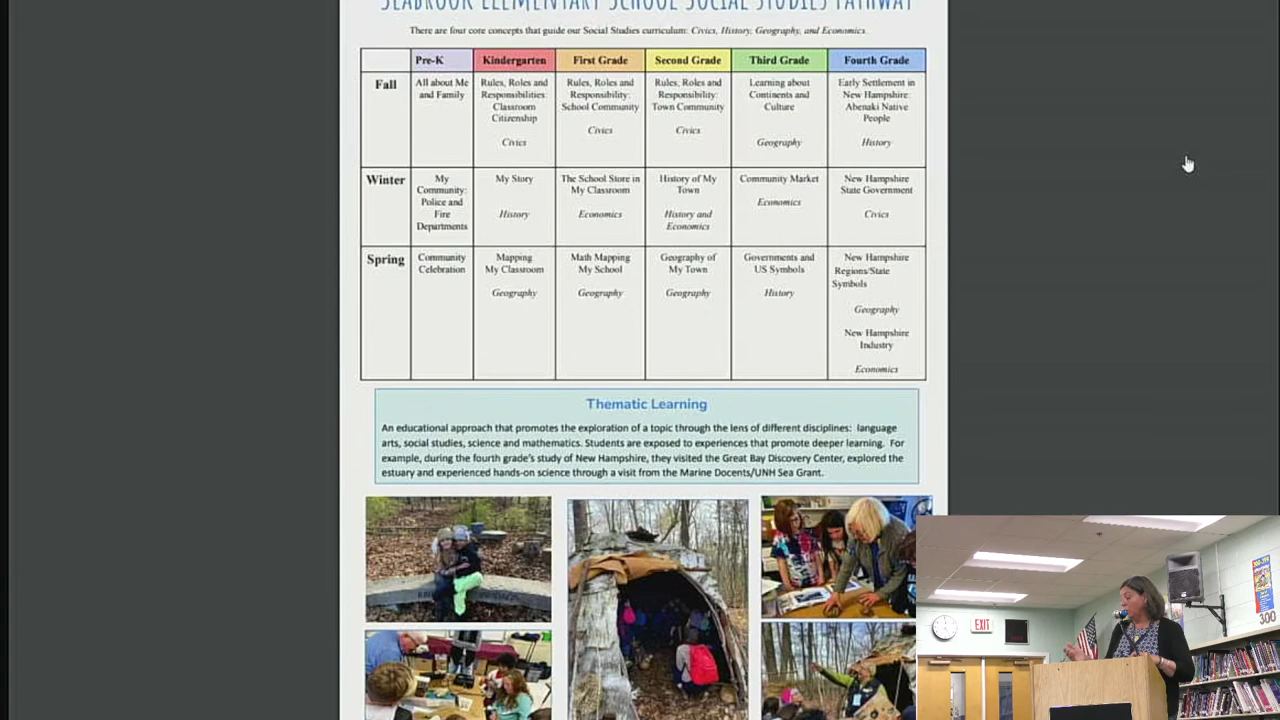 SEABROOK ELEMENTARY SCHOOL SOCIAL STUDIES PATHWAY
There are four core concepts that guide our Social Studies curriculum: Civics, History, Geography, and Economics.
Pre-K Kindergarten First Grade Second Grade Third Grade Fourth Grade
Fall
All about Me
and Family
Rules, Roles and
Responsibilities:
Classroom
Citizenship
Civics
Rules, Roles and
Responsibility:
School Community
Civics
Rules, Roles and
Responsibility:
Town Community
Civics
Learning about
Continents and
Culture
Geography
Early Settlement in
New Hampshire:
Abenaki Native
People
History
Winter
My
Community:
Police and
Fire
Departments
My Story
History
The School Store in
My Classroom
Economics
History of My
Town
History and
Economics
Community Market
Economics
New Hampshire
State Government
Civics
Spring
Community
Celebration
Mapping
My Classroom
Geography
Math Mapping
My School
Geography
Geography of
My Town
Geography
Governments and
US Symbols
History
New Hampshire
Regions/State
Symbols
Geography
New Hampshire
Industry
Economics
Thematic Learning
An educational approach that promotes the exploration of a topic through the lens of different disciplines: language
arts, social studies, science and mathematics. Students are exposed to experiences that promote deeper learning. For
example, during the fourth grade's study of New Hampshire, they visited the Great Bay Discovery Center, explored the
estuary and experienced hands-on science through a visit from the Marine Docents/UNH Sea Grant.
EXIT
300